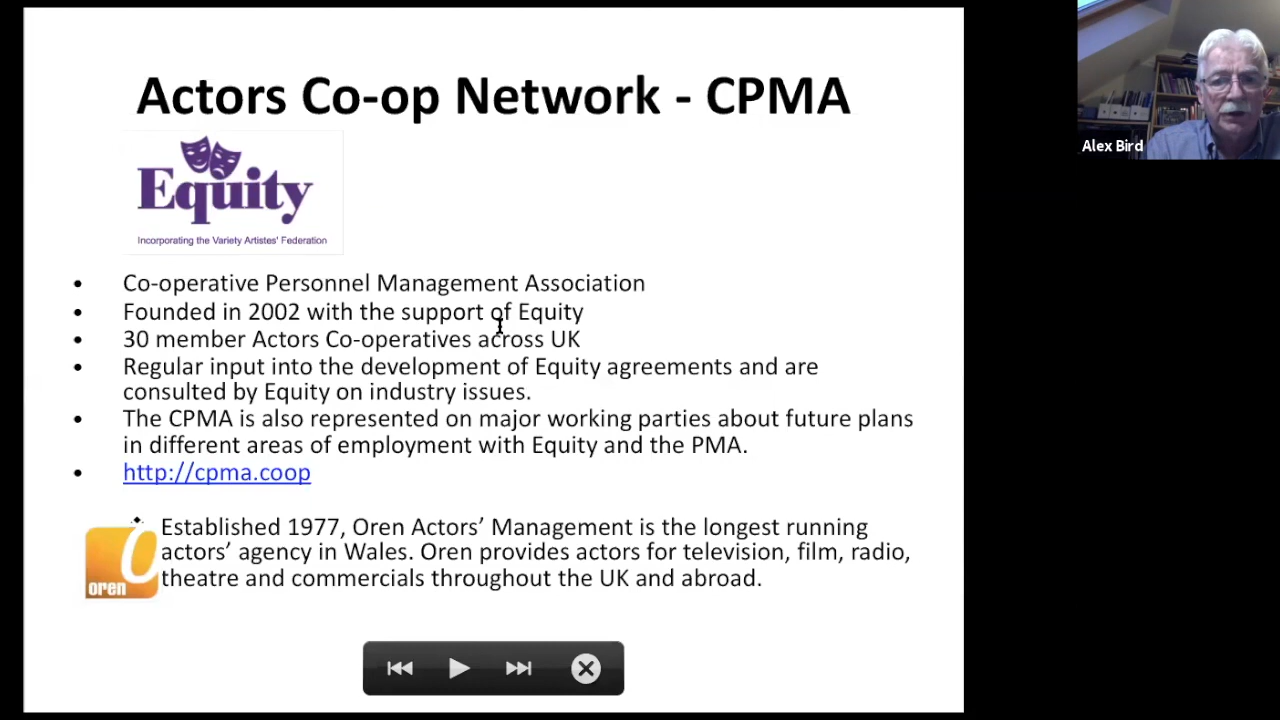 Actors Co-op Network - CPMA
Equity
Incorporating the Variety Artistes' Federation
• Co-operative Personnel Management Association
• Founded in 2002 with the support of Equity
• 30 member Actors Co-operatives across UK
• Regular input into the development of Equity agreements and are
consulted by Equity on industry issues.
• The CPMA is also represented on major working parties about future plans
in different areas of employment with Equity and the PMA.
• http://cpma.coop
Established 1977, Oren Actors’ Management is the longest running
actors’ agency in Wales. Oren provides actors for television, film, radio,
theatre and commercials throughout the UK and abroad.
O
oren
Alex Bird